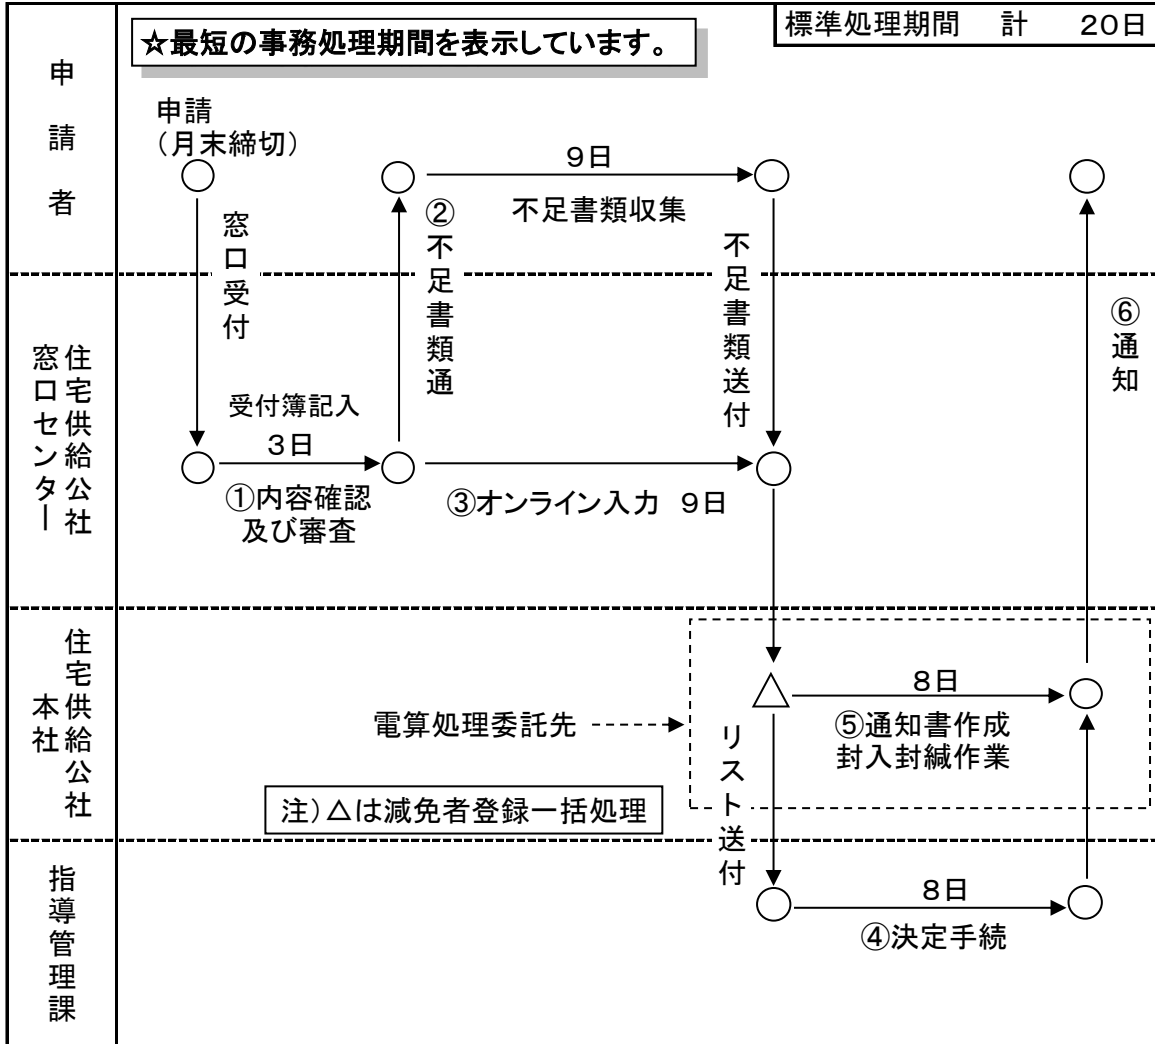 ☆最短の事務処理期間を表示しています。
標準処理期間　計　20日
申請者
申請
（月末締切）
窓口受付
②不足書類通
9日
不足書類収集
不足書類送付
⑥通知
住宅供給公社
窓口センター
受付簿記入
3日
①内容確認
及び審査
③オンライン入力　9日
住宅供給公社
本社
電算処理委託先
8日
⑤通知書作成
封入封緘作業
リスト送付
注）△は減免者登録一括処理
指導管理課
8日
④決定手続